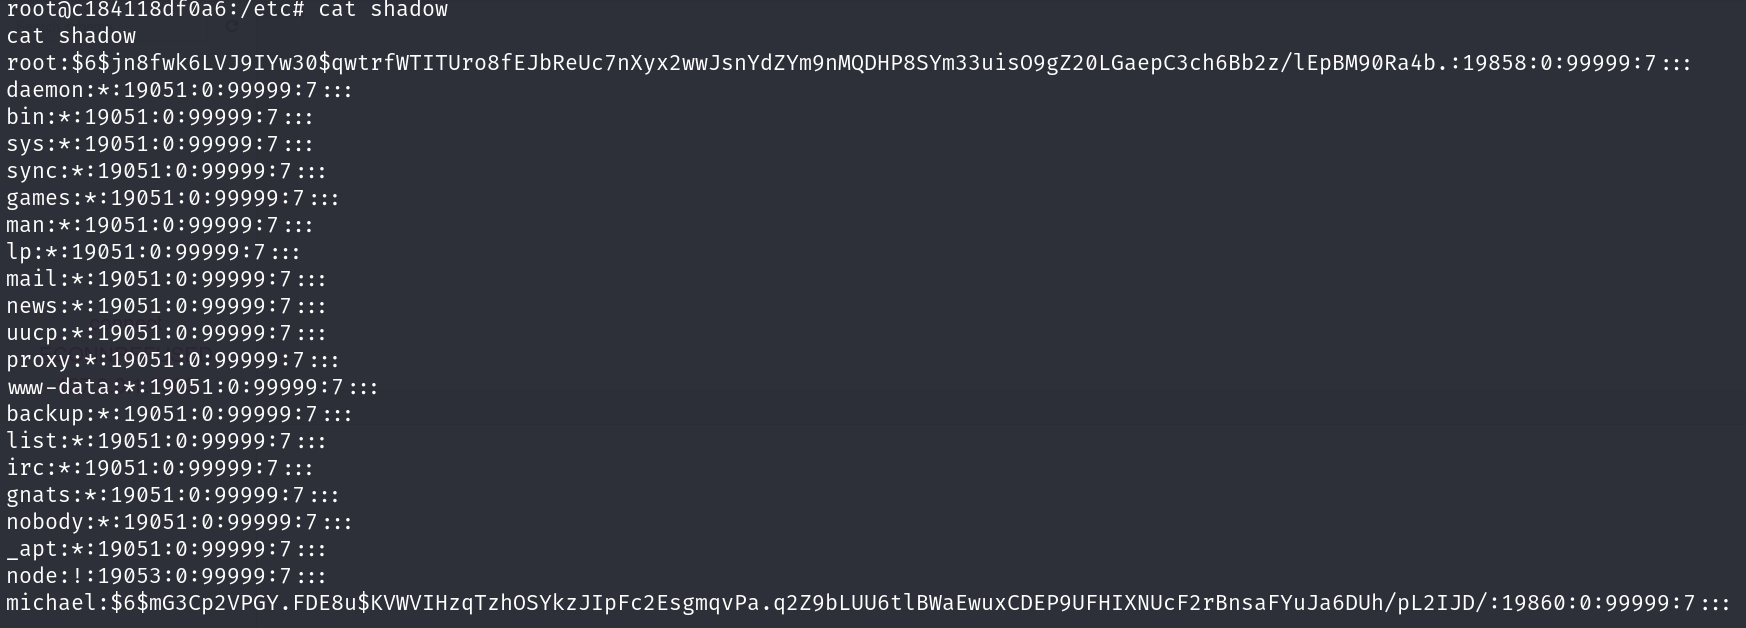 root@c184118df0a6:/etc# cat shadow
cat shadow
root:$6$jn8fwk6LVJ9IYw30$qwtrfWTITUro8fEJbReUc7nXyx2wwJsnYdZYm9nMQDHP8SYm33uisO9gZ20LGaepC3ch6Bb2z/lEpBM90Ra4b.:19858:0:99999:7:::
daemon:*:19051:0:99999:7:::
bin:*:19051:0:99999:7:::
sys:*:19051:0:99999:7:::
sync:*:19051:0:99999:7:::
games:*:19051:0:99999:7:::
man:*:19051:0:99999:7:::
lp:*:19051:0:99999:7:::
mail:*:19051:0:99999:7:::
news:*:19051:0:99999:7:::
uucp:*:19051:0:99999:7:::
proxy:*:19051:0:99999:7:::
www-data:*:19051:0:99999:7:::
backup:*:19051:0:99999:7:::
list:*:19051:0:99999:7:::
irc:*:19051:0:99999:7:::
gnats:*:19051:0:99999:7:::
nobody:*:19051:0:99999:7:::
_apt:*:19051:0:99999:7:::
node:!:19053:0:99999:7:::
michael:$6$mG3Cp2VPGY.FDE8u$KVWVIHzqTzhOSYkzJIpFc2EsgmqvPa.q2Z9bLUU6tlBWaEwuxCDEP9UFHIXNUcF2rBnsaFYuJa6DUh/pL2IJD/:19860:0:99999:7:::